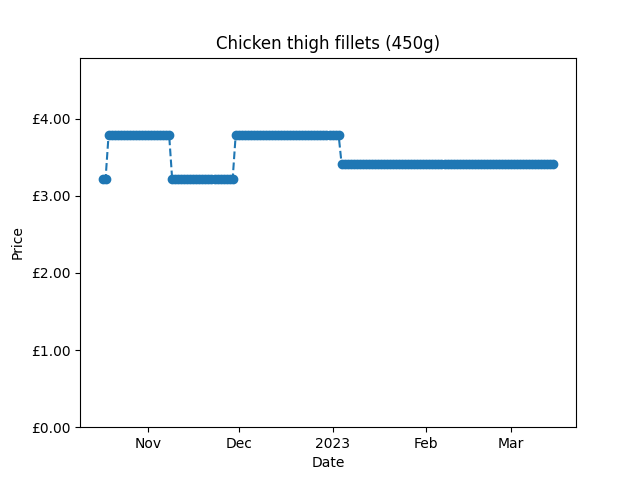 Chicken thigh fillets (450g)
£4.00
£3.00
£2.00
£1.00
£0.00
Price
Nov Dec 2023 Feb Mar
Date